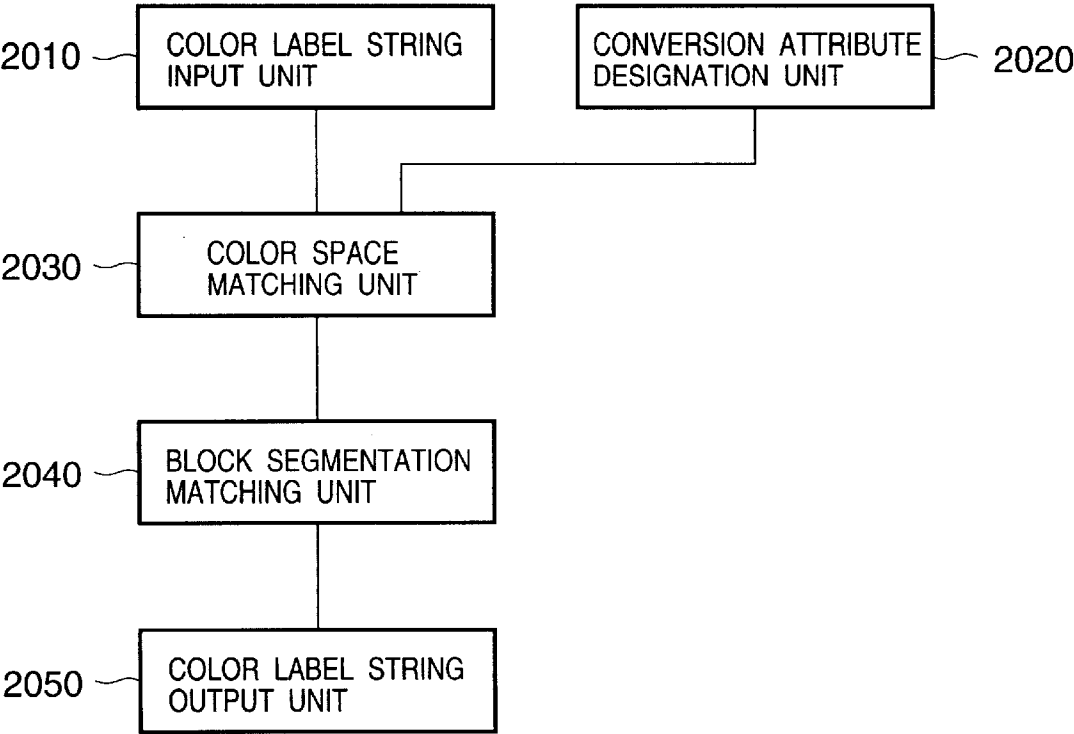 2010
COLOR LABEL STRING
INPUT UNIT
CONVERSION ATTRIBUTE
DESIGNATION UNIT
2020
2030
COLOR SPACE
MATCHING UNIT
2040
BLOCK SEGMENTATION
MATCHING UNIT
2050
COLOR LABEL STRING
OUTPUT UNIT